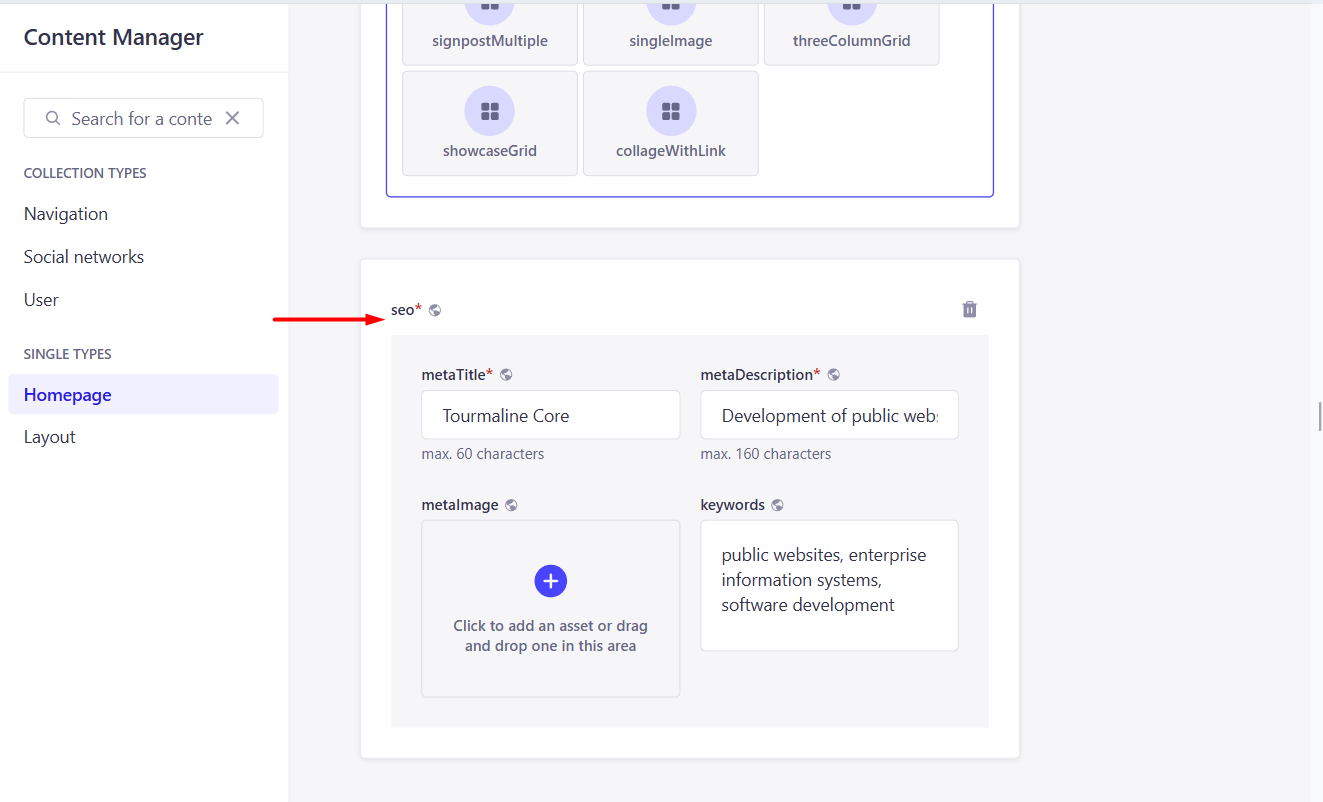 Content Manager
Search for a conte
COLLECTION TYPES
Navigation
Social networks
User
SINGLE TYPES
Homepage
Layout
signpostMultiple
singleImage
threeColumnGrid
showcaseGrid
collageWithLink
seo*
metaTitle*
Tourmaline Core
max. 60 characters
metaDescription*
Development of public web
max. 160 characters
metaImage
Click to add an asset or drag
and drop one in this area
keywords
public websites, enterprise
information systems,
software development